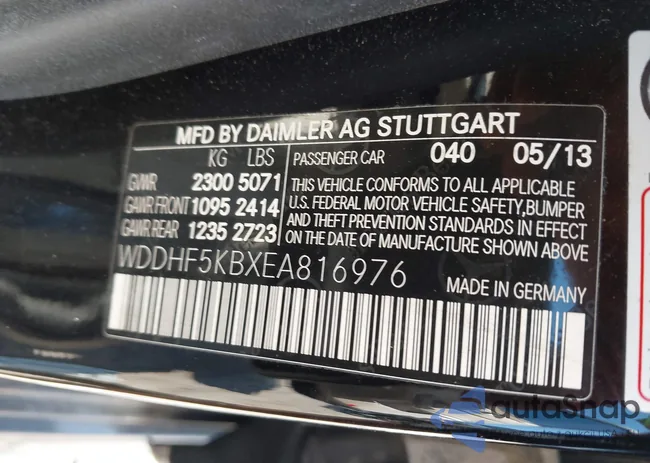 MFD BY DAIMLER AG STUTTGART
KG LBS
GVWR 2300 5071
GAWR FRONT 1095 2414
GAWR REAR 1235 2723
PASSENGER CAR 040 05/13
THIS VEHICLE CONFORMS TO ALL APPLICABLE
U.S. FEDERAL MOTOR VEHICLE SAFETY, BUMPER
AND THEFT PREVENTION STANDARDS IN EFFECT
ON THE DATE OF MANUFACTURE SHOWN ABOVE
WDDHF5KBXEA816976
MADE IN GERMANY
autoSnap